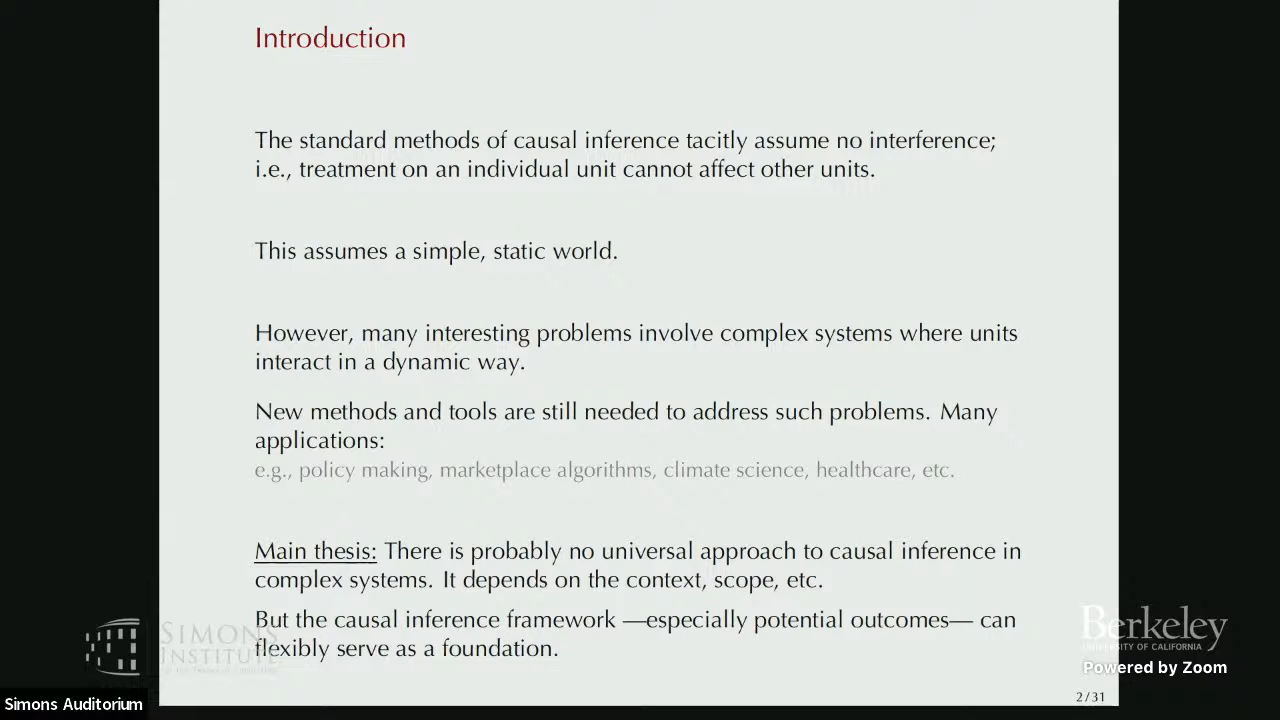 Introduction
The standard methods of causal inference tacitly assume no interference;
i.e., treatment on an individual unit cannot affect other units.
This assumes a simple, static world.
However, many interesting problems involve complex systems where units
interact in a dynamic way.
New methods and tools are still needed to address such problems. Many
applications:
e.g., policy making, marketplace algorithms, climate science, healthcare, etc.
Main thesis: There is probably no universal approach to causal inference in
complex systems. It depends on the context, scope, etc.
But the causal inference framework —especially potential outcomes— can
flexibly serve as a foundation.
SIMONS
INSTITUTE
Berkeley
UNIVERSITY OF CALIFORNIA
Powered by Zoom
2 / 31
Simons Auditorium